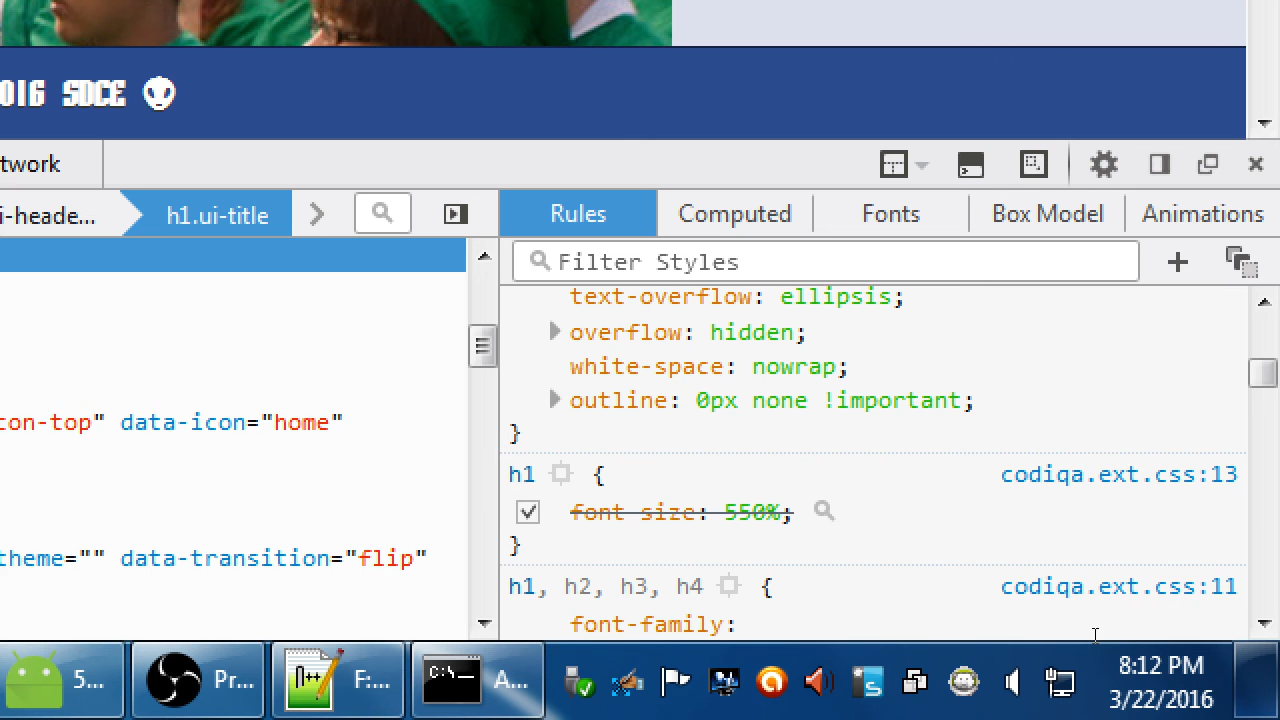 016 SDCE
twork
i-heade...
h1.ui-title
Rules
Computed
Fonts
Box Model
Animations
Filter Styles
text-overflow: ellipsis;
overflow: hidden;
white-space: nowrap;
outline: 0px none !important;
}
h1 { codiqa.ext.css:13
font-size: 550%;
}
h1, h2, h3, h4 { codiqa.ext.css:11
font-family:
con-top" data-icon="home"
theme="" data-transition="flip"
5...
Pr...
F:...
C:\
A...
8:12 PM
3/22/2016